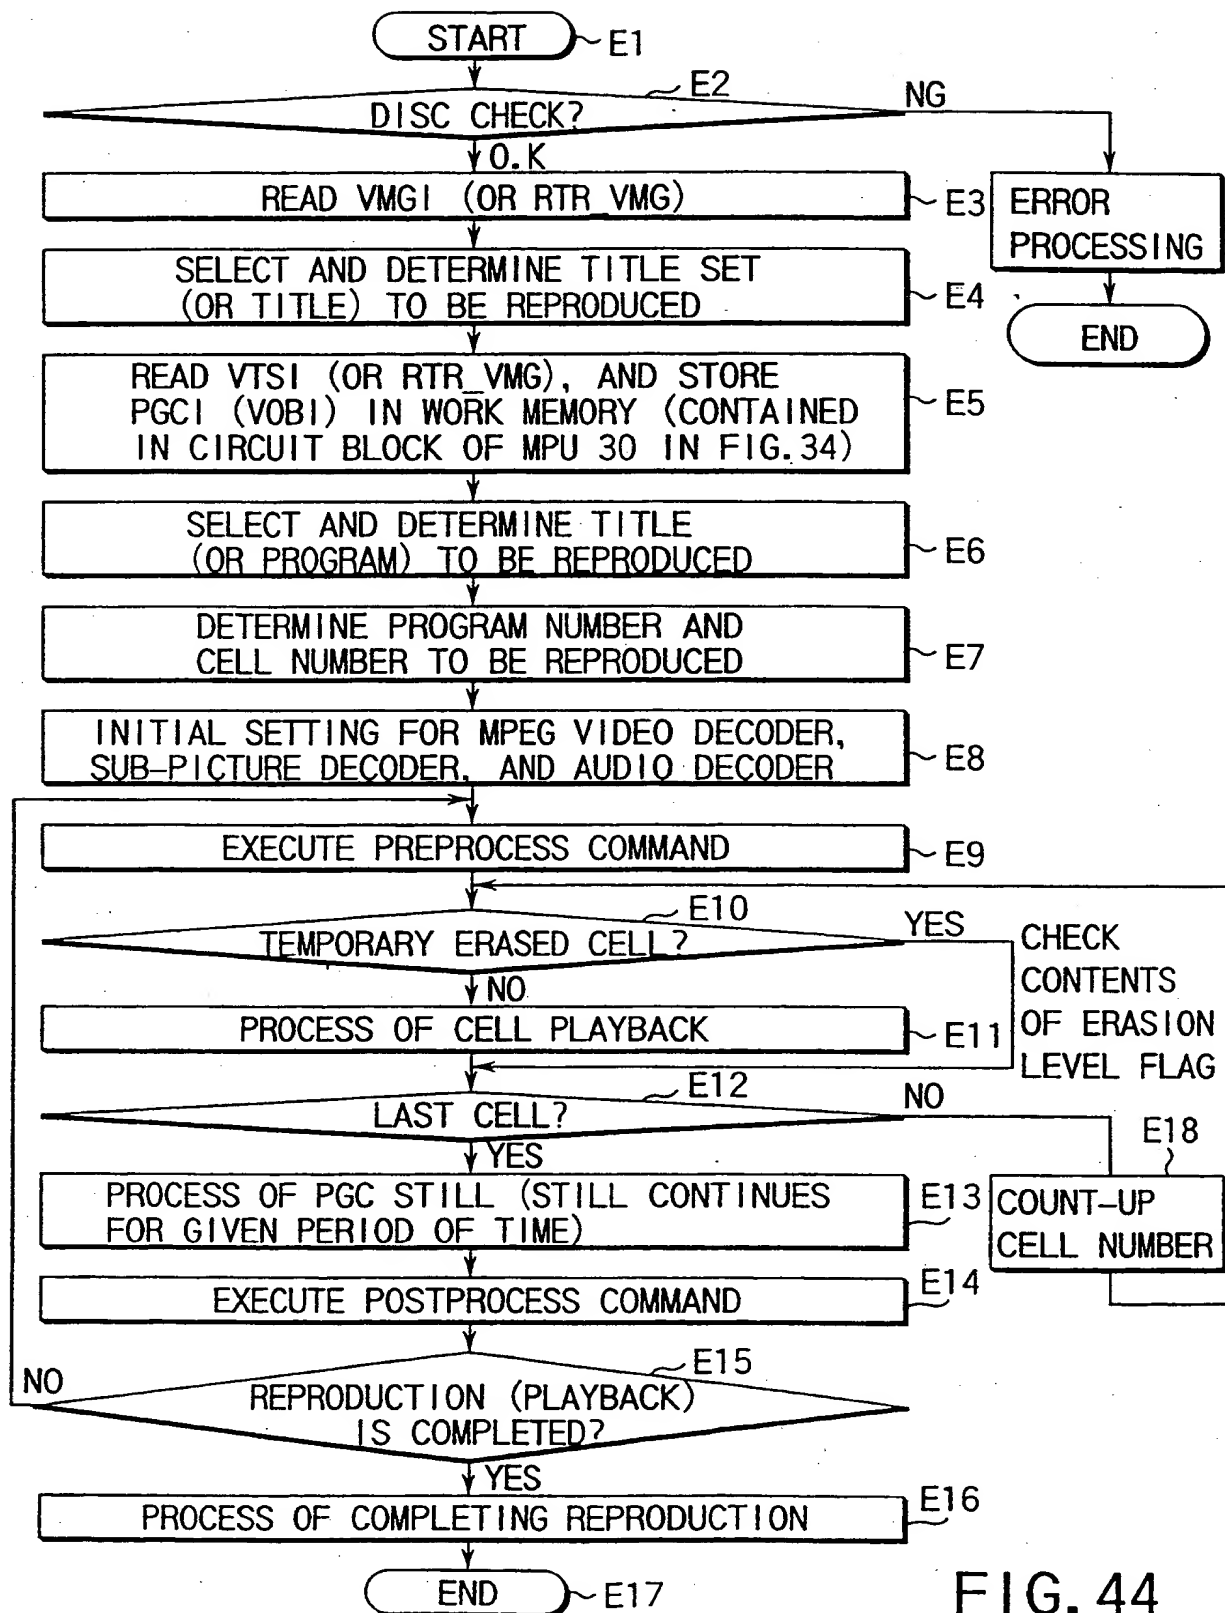 START
E1
E2
DISC CHECK?
NG
O.K
READ VMGI (OR RTR_VMG)
E3
ERROR
PROCESSING
END
SELECT AND DETERMINE TITLE SET
(OR TITLE) TO BE REPRODUCED
E4
READ VTSI (OR RTR_VMG), AND STORE
PGCI (VOBI) IN WORK MEMORY (CONTAINED
IN CIRCUIT BLOCK OF MPU 30 IN FIG.34)
E5
SELECT AND DETERMINE TITLE
(OR PROGRAM) TO BE REPRODUCED
E6
DETERMINE PROGRAM NUMBER AND
CELL NUMBER TO BE REPRODUCED
E7
INITIAL SETTING FOR MPEG VIDEO DECODER,
SUB-PICTURE DECODER, AND AUDIO DECODER
E8
EXECUTE PREPROCESS COMMAND
E9
E10
TEMPORARY ERASED CELL?
YES
NO
CHECK
CONTENTS
OF ERASION
LEVEL FLAG
PROCESS OF CELL PLAYBACK
E11
E12
LAST CELL?
NO
YES
E18
COUNT-UP
CELL NUMBER
PROCESS OF PGC STILL (STILL CONTINUES
FOR GIVEN PERIOD OF TIME)
E13
EXECUTE POSTPROCESS COMMAND
E14
E15
NO
REPRODUCTION (PLAYBACK)
IS COMPLETED?
YES
PROCESS OF COMPLETING REPRODUCTION
E16
END
E17
FIG.44